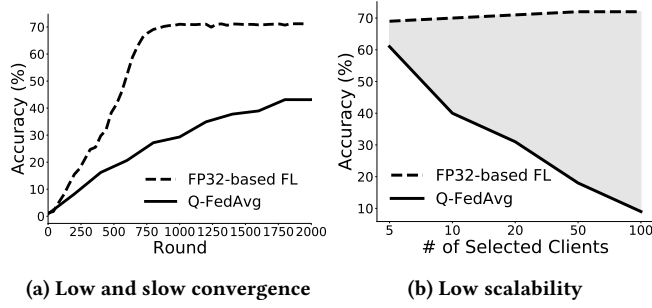 Accuracy (%)
70
60
50
40
30
20
10
0
FP32-based FL
Q-FedAvg
0 250 500 750 1000 1250 1500 1750 2000
Round
(a) Low and slow convergence
Accuracy (%)
70
60
50
40
30
20
10
FP32-based FL
Q-FedAvg
5 10 20 50 100
# of Selected Clients
(b) Low scalability